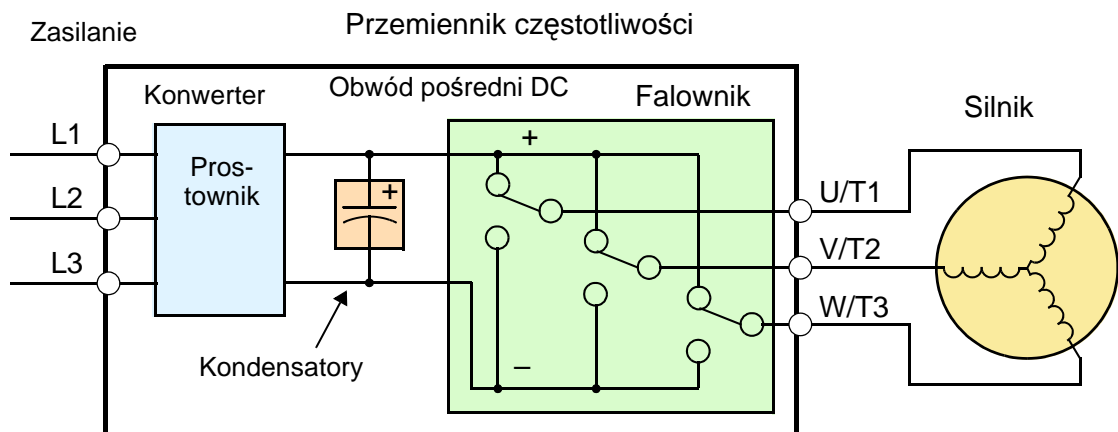 Zasilanie
Przemiennik częstotliwości
Konwerter
Obwód pośredni DC
Falownik
Silnik
L1
L2
L3
Pros-
townik
+
+
U/T1
V/T2
W/T3
Kondensatory
–